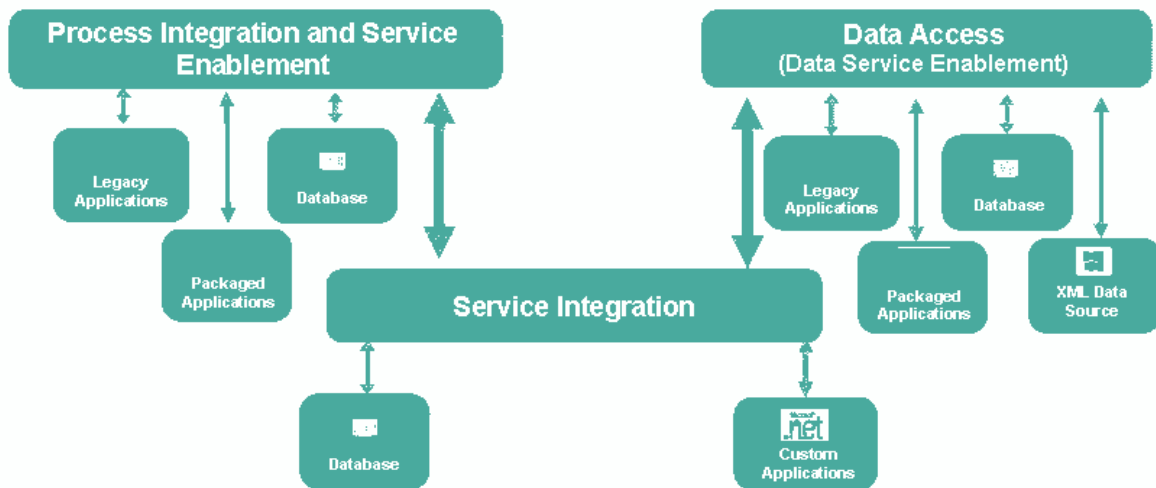 Process Integration and Service
Enablement
Data Access
(Data Service Enablement)
Legacy
Applications
Database
Packaged
Applications
Legacy
Applications
Database
Packaged
Applications
XML Data
Source
Service Integration
Database
Microsoft
.net
Custom
Applications